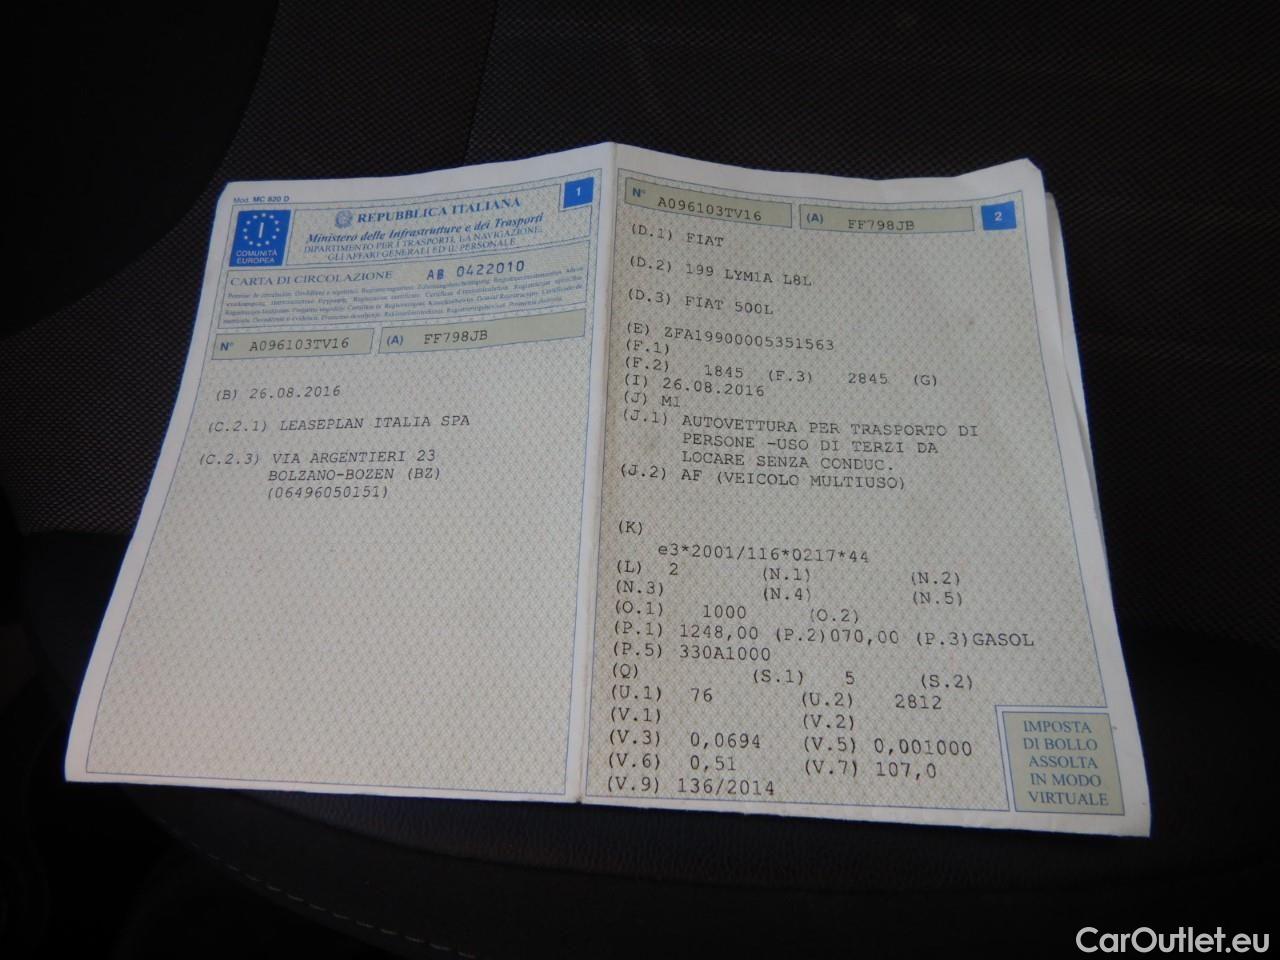 Mod. MC 820 D
1
REPUBBLICA ITALIANA
Ministero delle Infrastrutture e dei Trasporti
DIPARTIMENTO PER I TRASPORTI, LA NAVIGAZIONE,
GLI AFFARI GENERALI ED IL PERSONALE
I
COMUNITÀ
EUROPEA
CARTA DI CIRCOLAZIONE AB 0422010
N° A096103TV16 (A) FF798JB
(B) 26.08.2016
(C.2.1) LEASEPLAN ITALIA SPA
(C.2.3) VIA ARGENTIERI 23
BOLZANO-BOZEN (BZ)
(06496050151)
N° A096103TV16 (A) FF798JB 2
(D.1) FIAT
(D.2) 199 LYM1A L8L
(D.3) FIAT 500L
(E) ZFA19900005351563
(F.1)
(F.2) 1845 (F.3) 2845 (G)
(I) 26.08.2016
(J) M1
(J.1) AUTOVETTURA PER TRASPORTO DI
PERSONE -USO DI TERZI DA
LOCARE SENZA CONDUC.
(J.2) AF (VEICOLO MULTIUSO)
(K)
e3*2001/116*0217*44
(L) 2 (N.1) (N.2)
(N.3) (N.4) (N.5)
(O.1) 1000 (O.2)
(P.1) 1248,00 (P.2)070,00 (P.3)GASOL
(P.5) 330A1000
(Q) (S.1) 5 (S.2)
(U.1) 76 (U.2) 2812
(V.1) (V.2)
(V.3) 0,0694 (V.5) 0,001000
(V.6) 0,51 (V.7) 107,0
(V.9) 136/2014
IMPOSTA
DI BOLLO
ASSOLTA
IN MODO
VIRTUALE
CarOutlet.eu